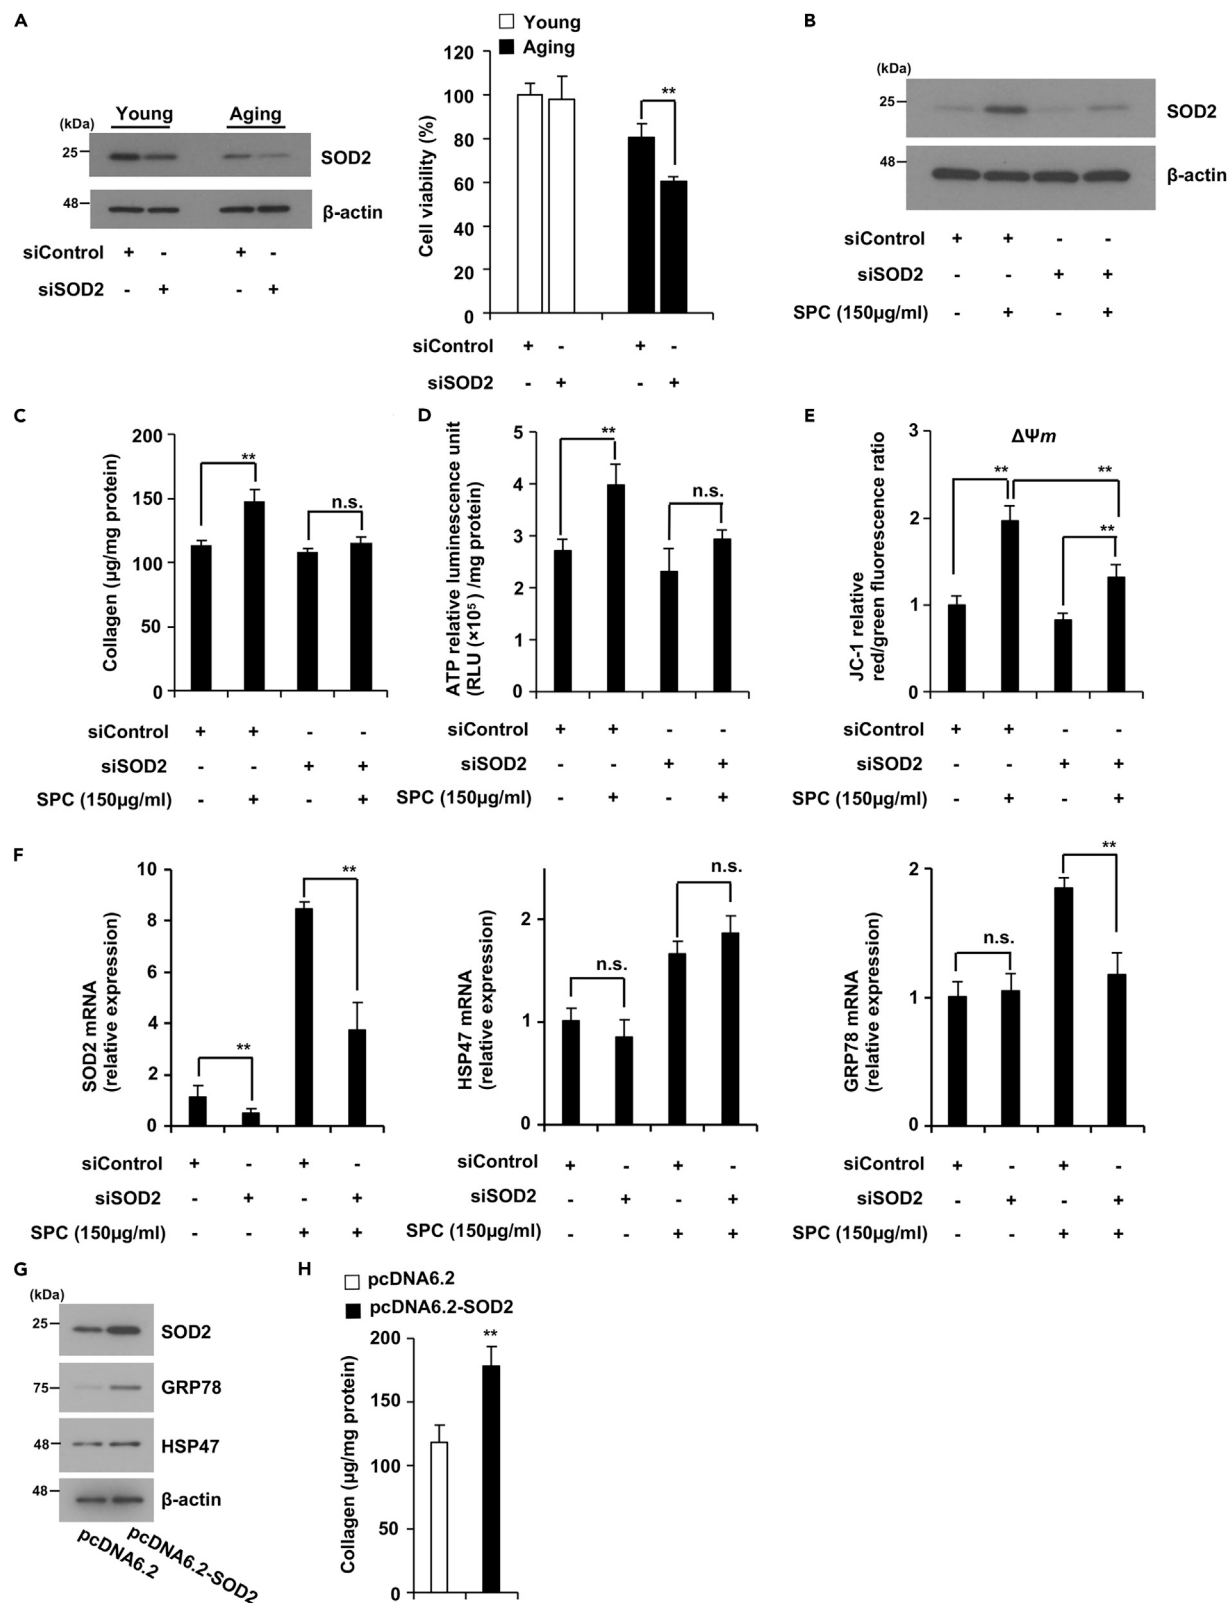 A
Young
Aging
(kDa)
25
48
SOD2
β-actin
siControl + - + -
siSOD2 - + - +
Young
Aging
Cell viability (%)
120
100
80
60
40
20
0
**
siControl + - + -
siSOD2 - + - +
B
(kDa)
25
48
SOD2
β-actin
siControl + + - -
siSOD2 - - + +
SPC (150μg/ml) - + - +
C
Collagen (μg/mg protein)
200
150
100
50
0
**
n.s.
siControl + + - -
siSOD2 - - + +
SPC (150μg/ml) - + - +
D
ATP relative luminescence unit
(RLU (×10⁵) /mg protein)
5
4
3
2
1
0
**
n.s.
siControl + + - -
siSOD2 - - + +
SPC (150μg/ml) - + - +
E
ΔΨm
JC-1 relative
red/green fluorescence ratio
3
2
1
0
**
**
**
siControl + + - -
siSOD2 - - + +
SPC (150μg/ml) - + - +
F
SOD2 mRNA
(relative expression)
10
8
6
4
2
0
**
**
siControl + - + -
siSOD2 - + - +
SPC (150μg/ml) - - + +
HSP47 mRNA
(relative expression)
2
1
0
n.s.
n.s.
siControl + - + -
siSOD2 - + - +
SPC (150μg/ml) - - + +
GRP78 mRNA
(relative expression)
2
1
0
n.s.
**
siControl + - + -
siSOD2 - + - +
SPC (150μg/ml) - - + +
G
(kDa)
25
SOD2
75
GRP78
48
HSP47
48
β-actin
pcDNA6.2
pcDNA6.2-SOD2
H
pcDNA6.2
pcDNA6.2-SOD2
Collagen (μg/mg protein)
200
150
100
50
0
**